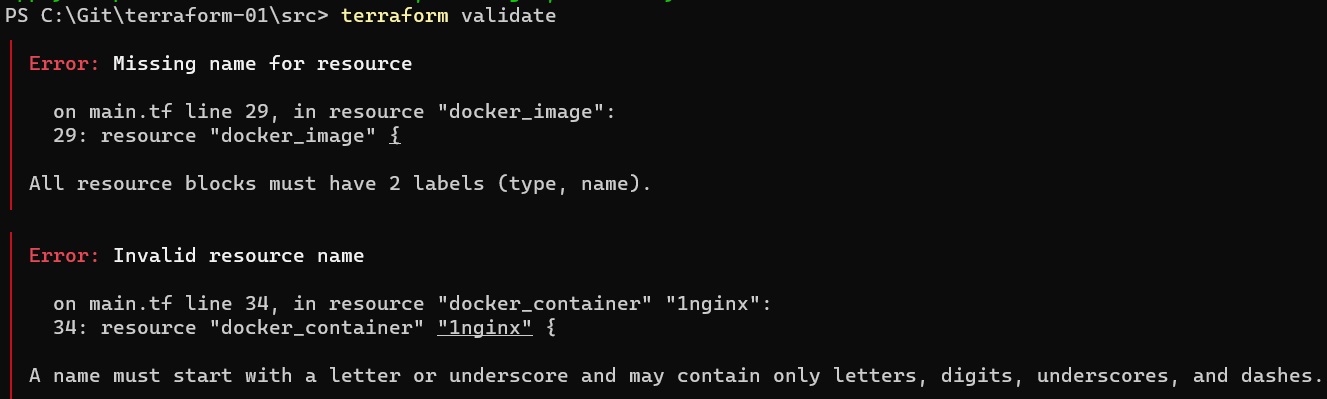 PS C:\Git\terraform-01\src> terraform validate
Error: Missing name for resource
on main.tf line 29, in resource "docker_image":
29: resource "docker_image" {
All resource blocks must have 2 labels (type, name).
Error: Invalid resource name
on main.tf line 34, in resource "docker_container" "1nginx":
34: resource "docker_container" "1nginx" {
A name must start with a letter or underscore and may contain only letters, digits, underscores, and dashes.